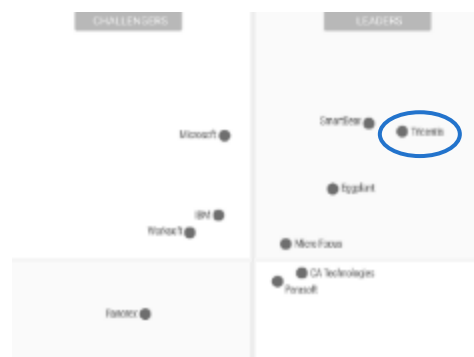 CHALLENGERS
LEADERS
SmartBear
Tricentis
Microsoft
Eggplant
IBM
Worksoft
Micro Focus
CA Technologies
Parasoft
Ranorex